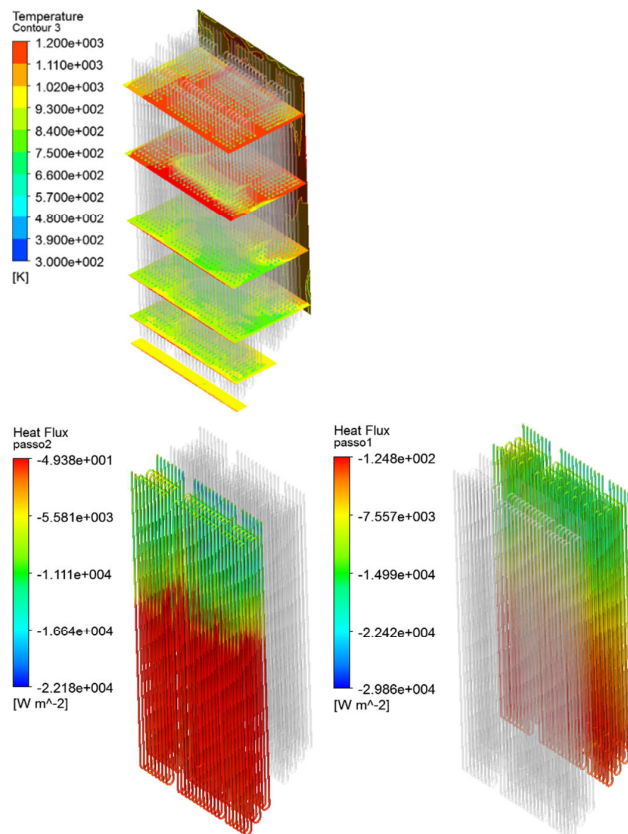 Temperature
Contour 3
1.200e+003
1.110e+003
1.020e+003
9.300e+002
8.400e+002
7.500e+002
6.600e+002
5.700e+002
4.800e+002
3.900e+002
3.000e+002
[K]
Heat Flux
passo2
-4.938e+001
-5.581e+003
-1.111e+004
-1.664e+004
-2.218e+004
[W m^-2]
Heat Flux
passo1
-1.248e+002
-7.557e+003
-1.499e+004
-2.242e+004
-2.986e+004
[W m^-2]